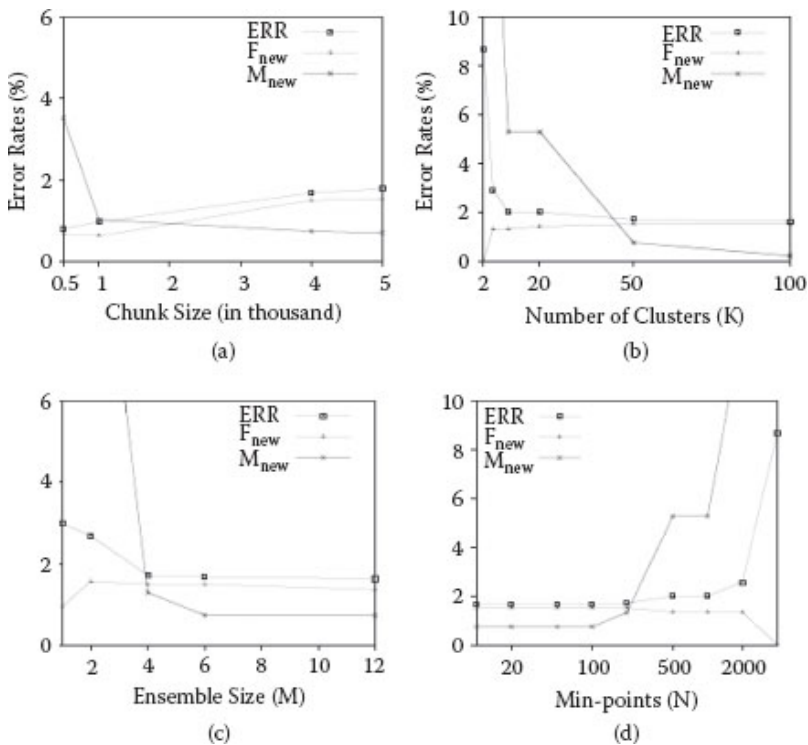 6
4
2
0
Error Rates (%)
ERR
F_new
M_new
0.5 1 2 3 4 5
Chunk Size (in thousand)
(a)
10
8
6
4
2
0
Error Rates (%)
ERR
F_new
M_new
2 20 50 100
Number of Clusters (K)
(b)
6
4
2
0
ERR
F_new
M_new
2 4 6 8 10 12
Ensemble Size (M)
(c)
10
8
6
4
2
0
ERR
F_new
M_new
20 100 500 2000
Min-points (N)
(d)